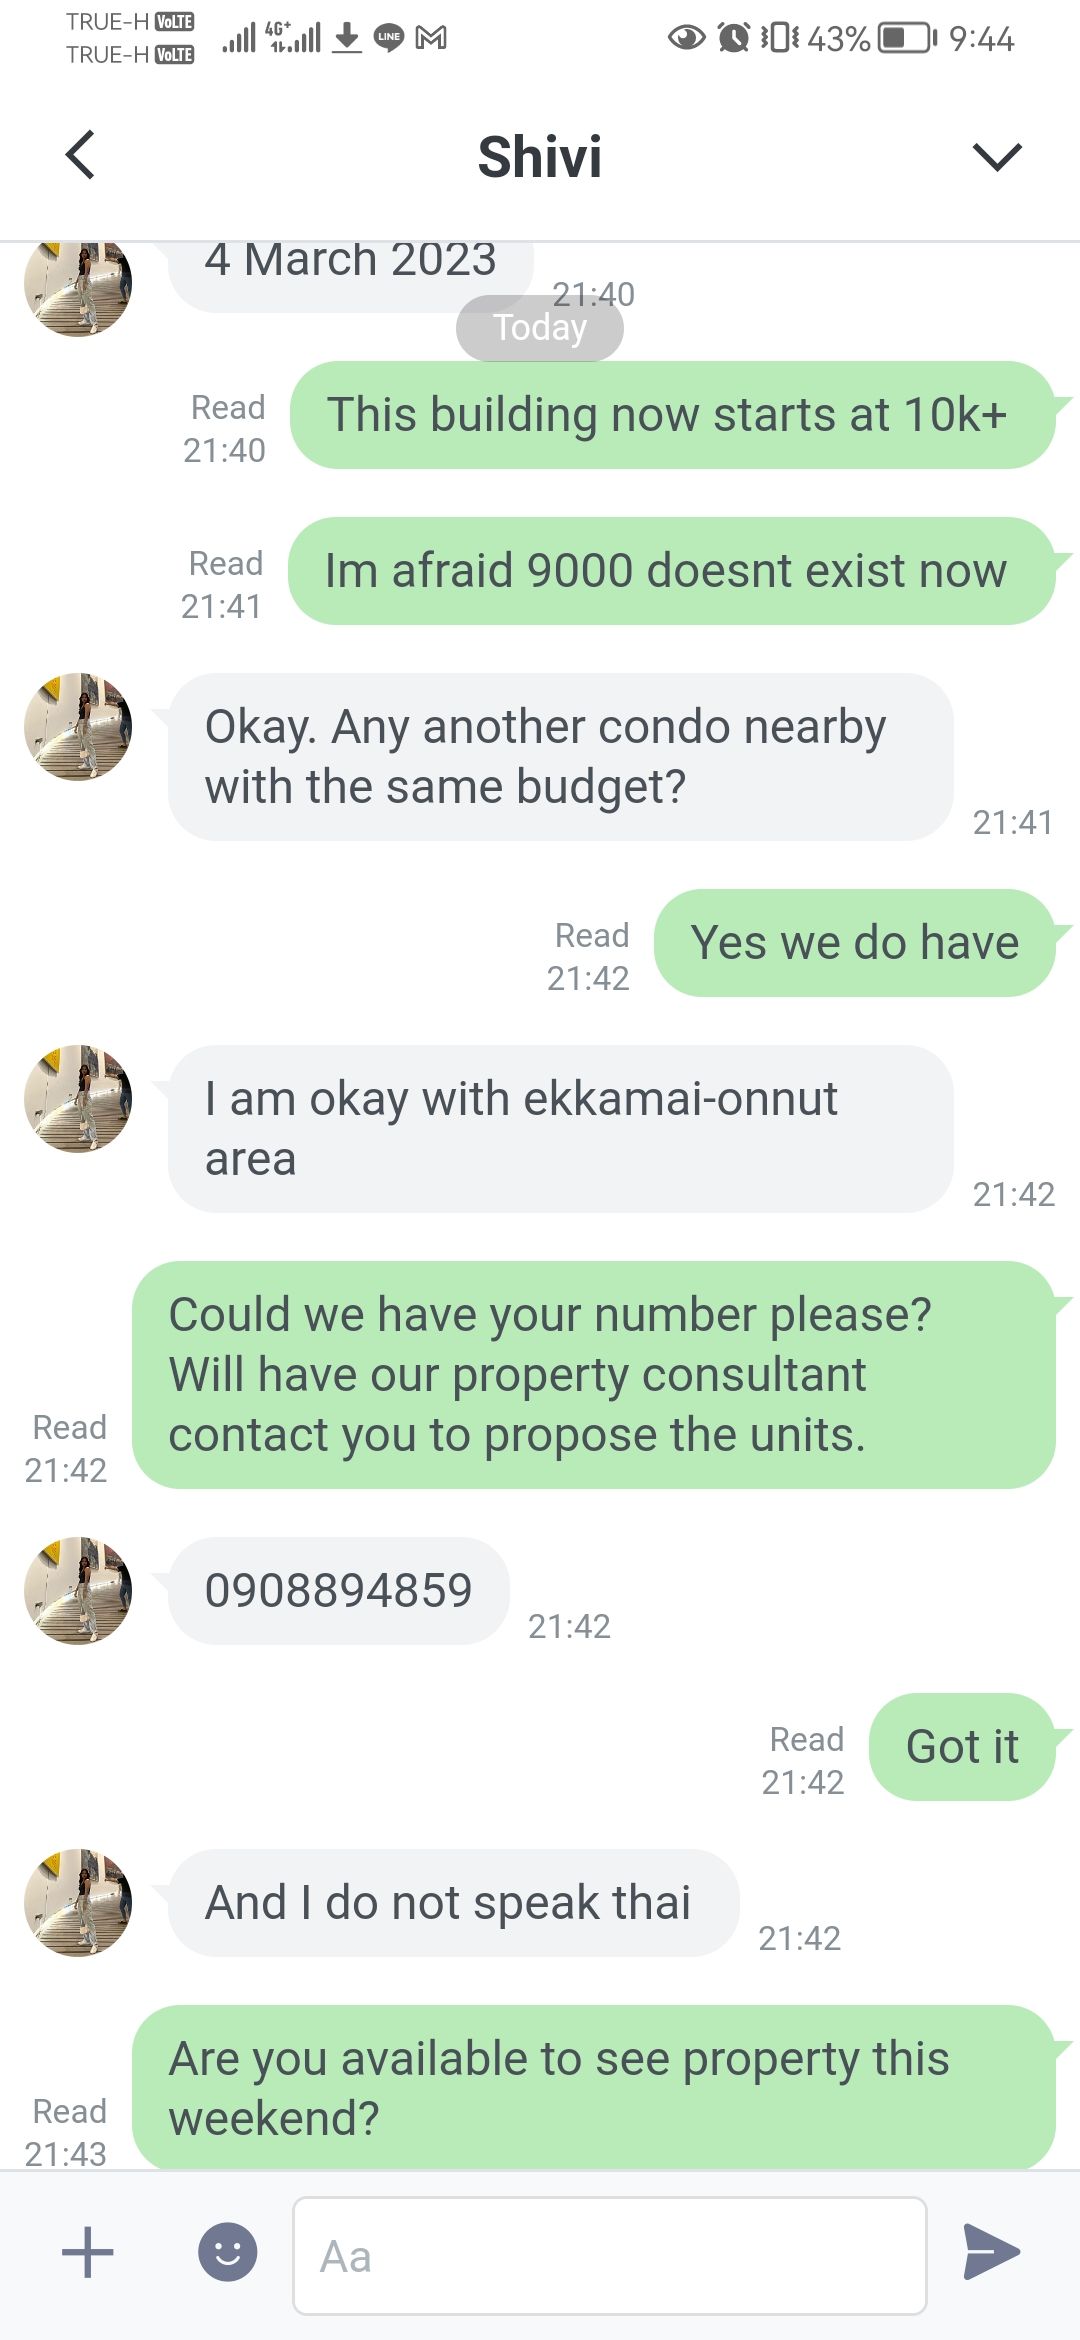 TRUE-H VoLTE
TRUE-H VoLTE
4G+
LINE
43%
9:44
Shivi
4 March 2023
21:40
Today
This building now starts at 10k+
Read
21:40
Im afraid 9000 doesnt exist now
Read
21:41
Okay. Any another condo nearby
with the same budget?
21:41
Yes we do have
Read
21:42
I am okay with ekkamai-onnut
area
21:42
Could we have your number please?
Will have our property consultant
contact you to propose the units.
Read
21:42
0908894859
21:42
Got it
Read
21:42
And I do not speak thai
21:42
Are you available to see property this
weekend?
Read
21:43
Aa